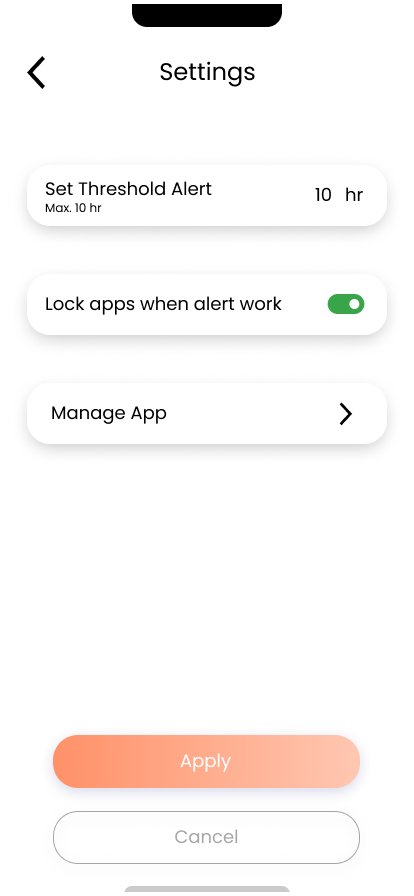 Settings
Set Threshold Alert
Max. 10 hr
10 hr
Lock apps when alert work
Manage App
Apply
Cancel